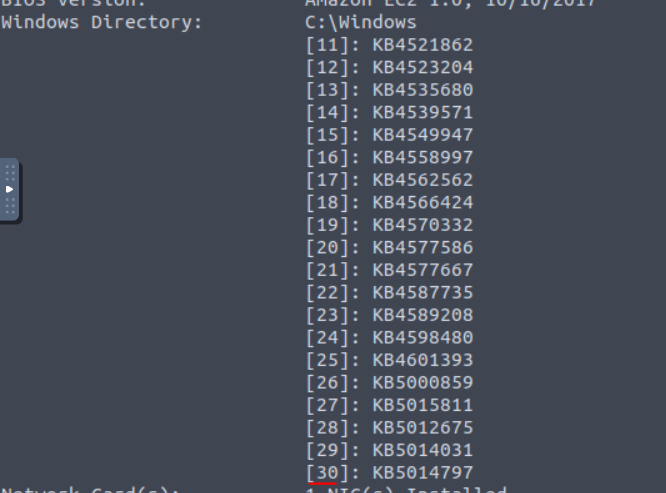 BIOS Version: Amazon EC2 1.0, 10/16/2017
Windows Directory: C:\Windows
[11]: KB4521862
[12]: KB4523204
[13]: KB4535680
[14]: KB4539571
[15]: KB4549947
[16]: KB4558997
[17]: KB4562562
[18]: KB4566424
[19]: KB4570332
[20]: KB4577586
[21]: KB4577667
[22]: KB4587735
[23]: KB4589208
[24]: KB4598480
[25]: KB4601393
[26]: KB5000859
[27]: KB5015811
[28]: KB5012675
[29]: KB5014031
[30]: KB5014797
Network Card(s): 1 NIC(s) Installed.